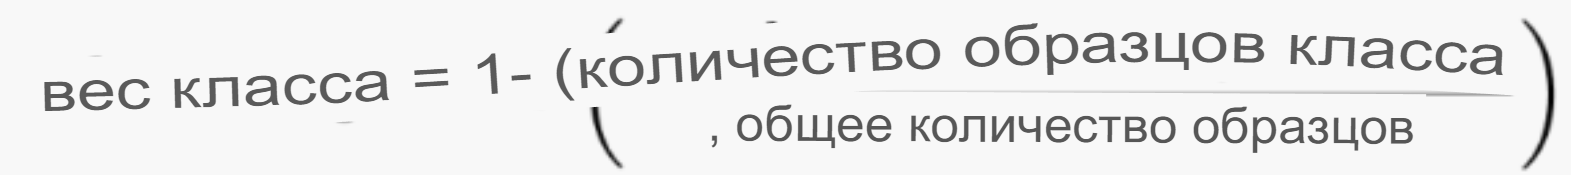 вес класса = 1- (количество образцов класса
, общее количество образцов)